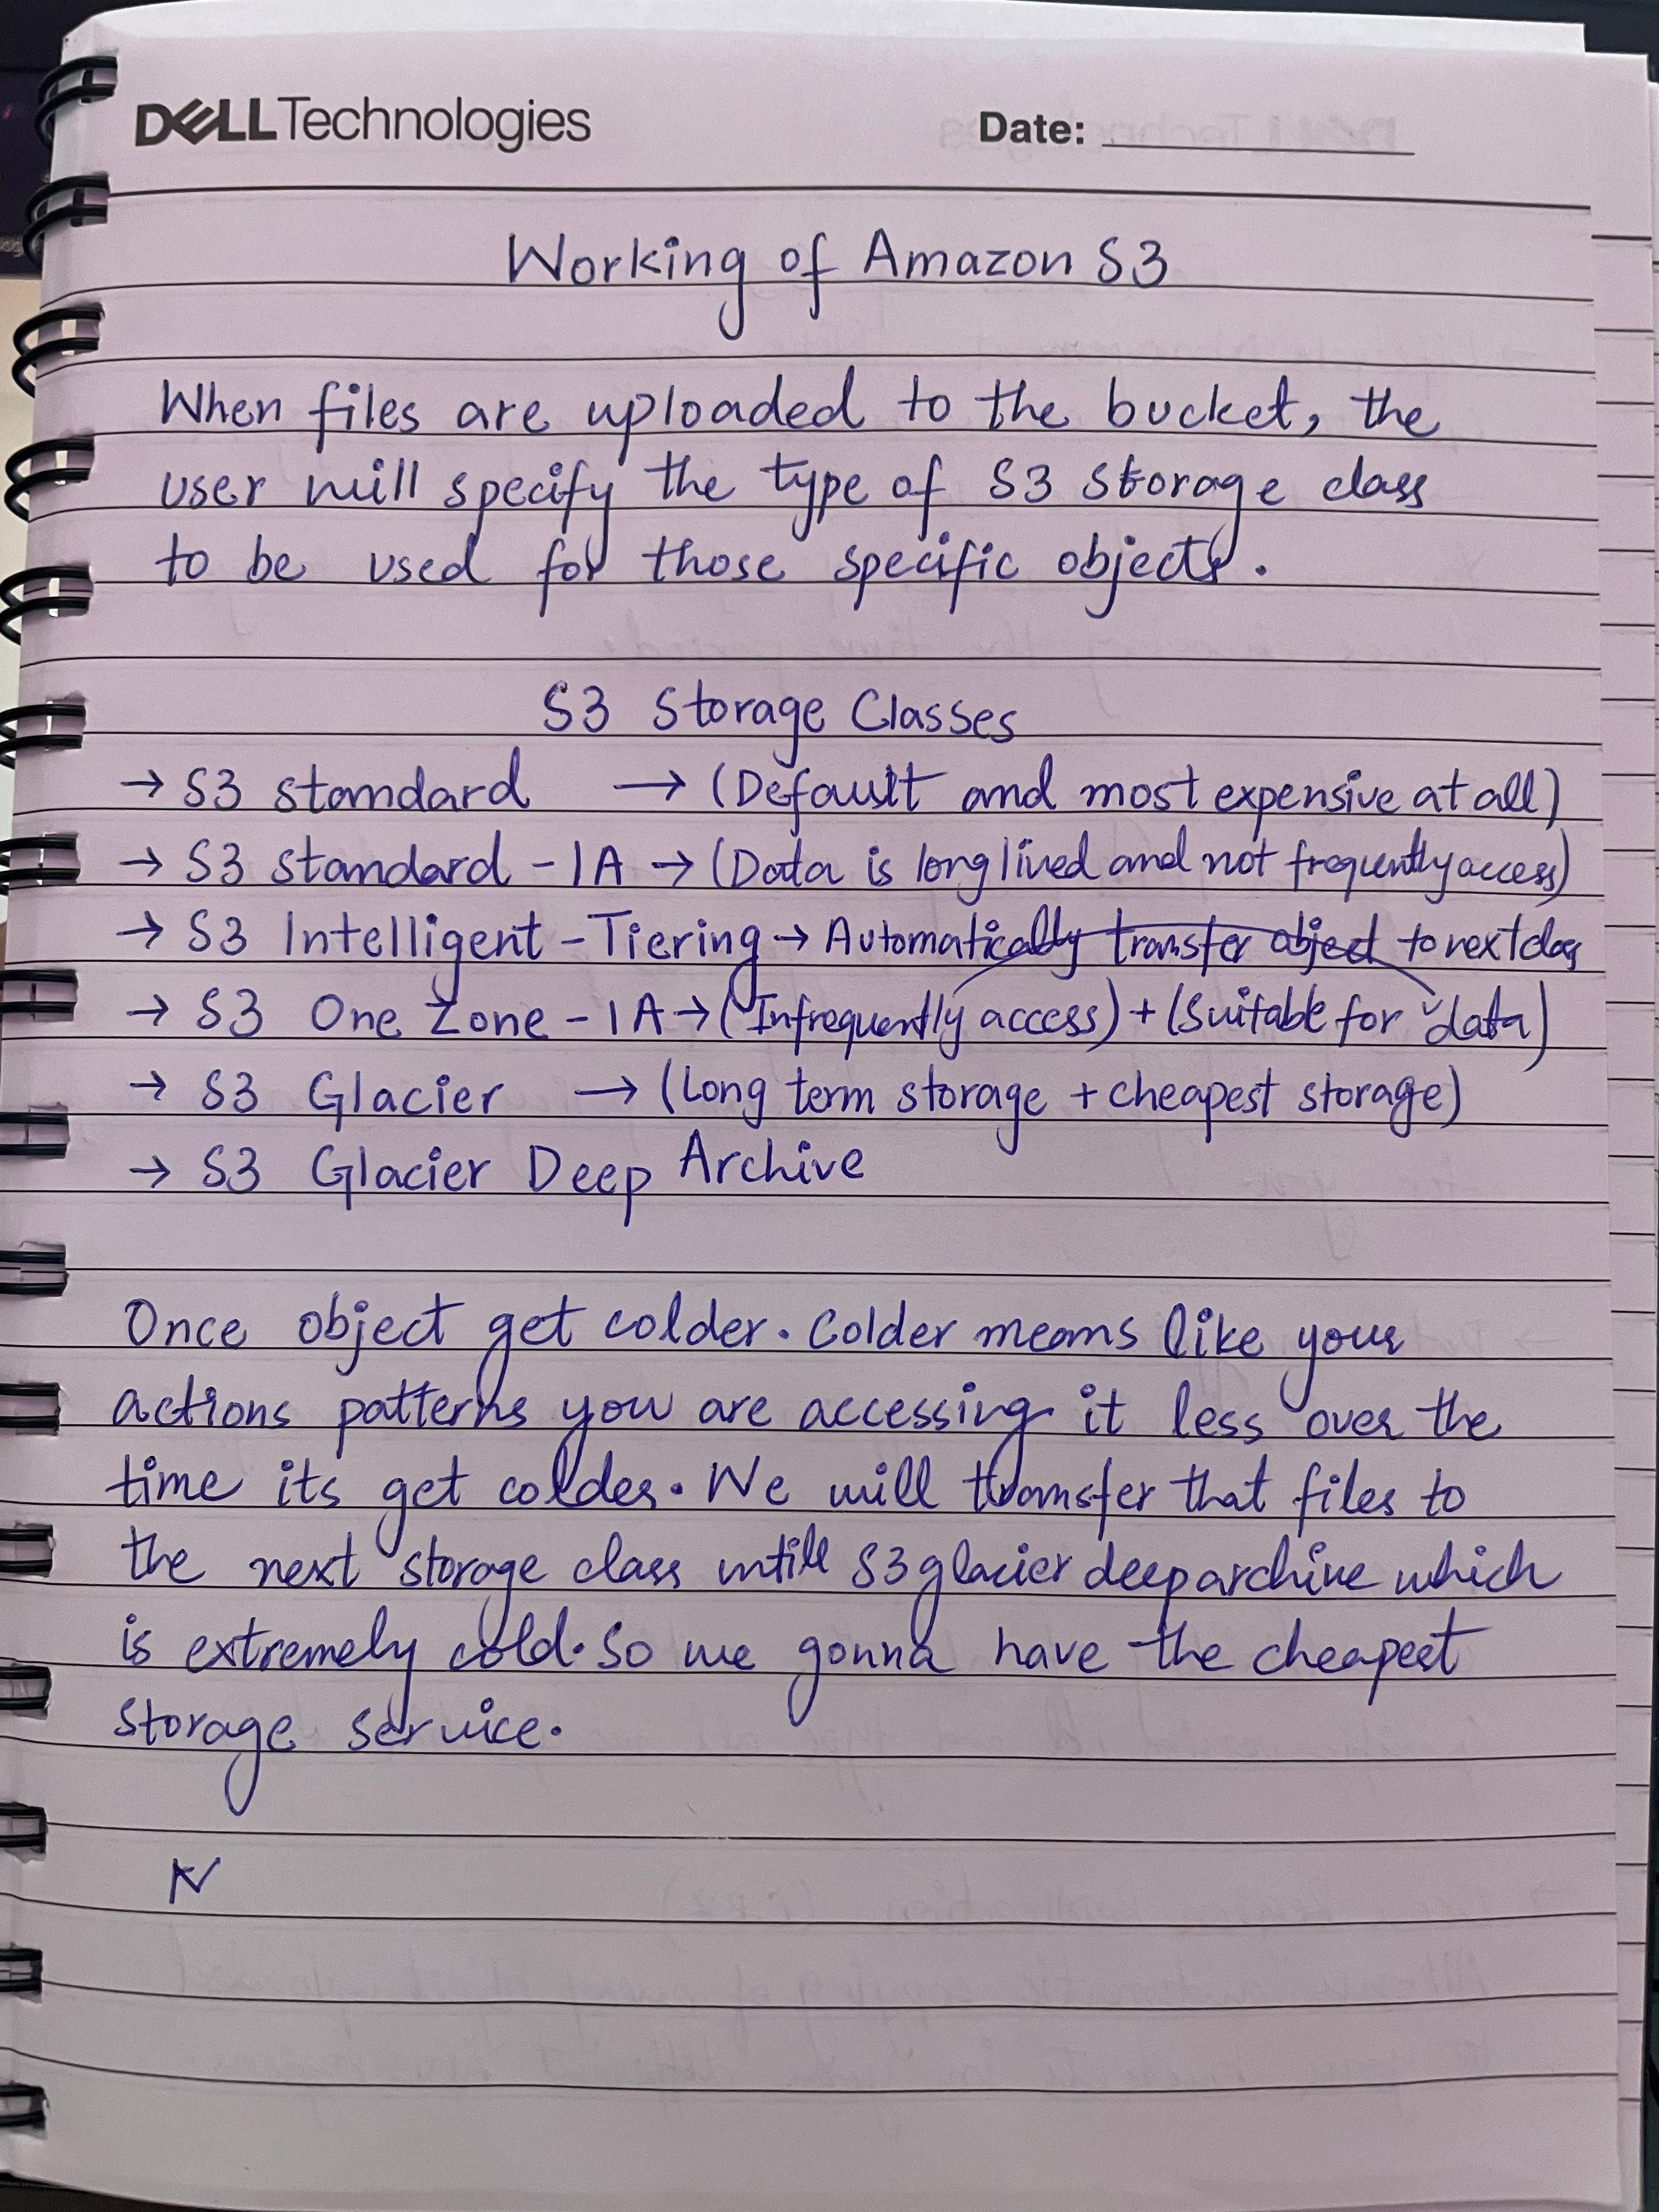 DELLTechnologies Date:
Working of Amazon S3
When files are uploaded to the bucket, the
user will specify the type of S3 storage class
to be used for those specific objects.
S3 Storage Classes
→ S3 standard → (Default and most expensive at all)
→ S3 standard - IA → (Data is long lived and not frequently access)
→ S3 Intelligent - Tiering → Automatically transfer object to next class
→ S3 One Zone - IA → (Infrequently access) + (Suitable for data)
→ S3 Glacier → (Long term storage + cheapest storage)
→ S3 Glacier Deep Archive
Once object get colder. Colder means like your
actions patterns you are accessing it less over the
time its get colder. We will transfer that files to
the next storage class untill S3 glacier deep archive which
is extremely cold. So we gonna have the cheapest
storage service.